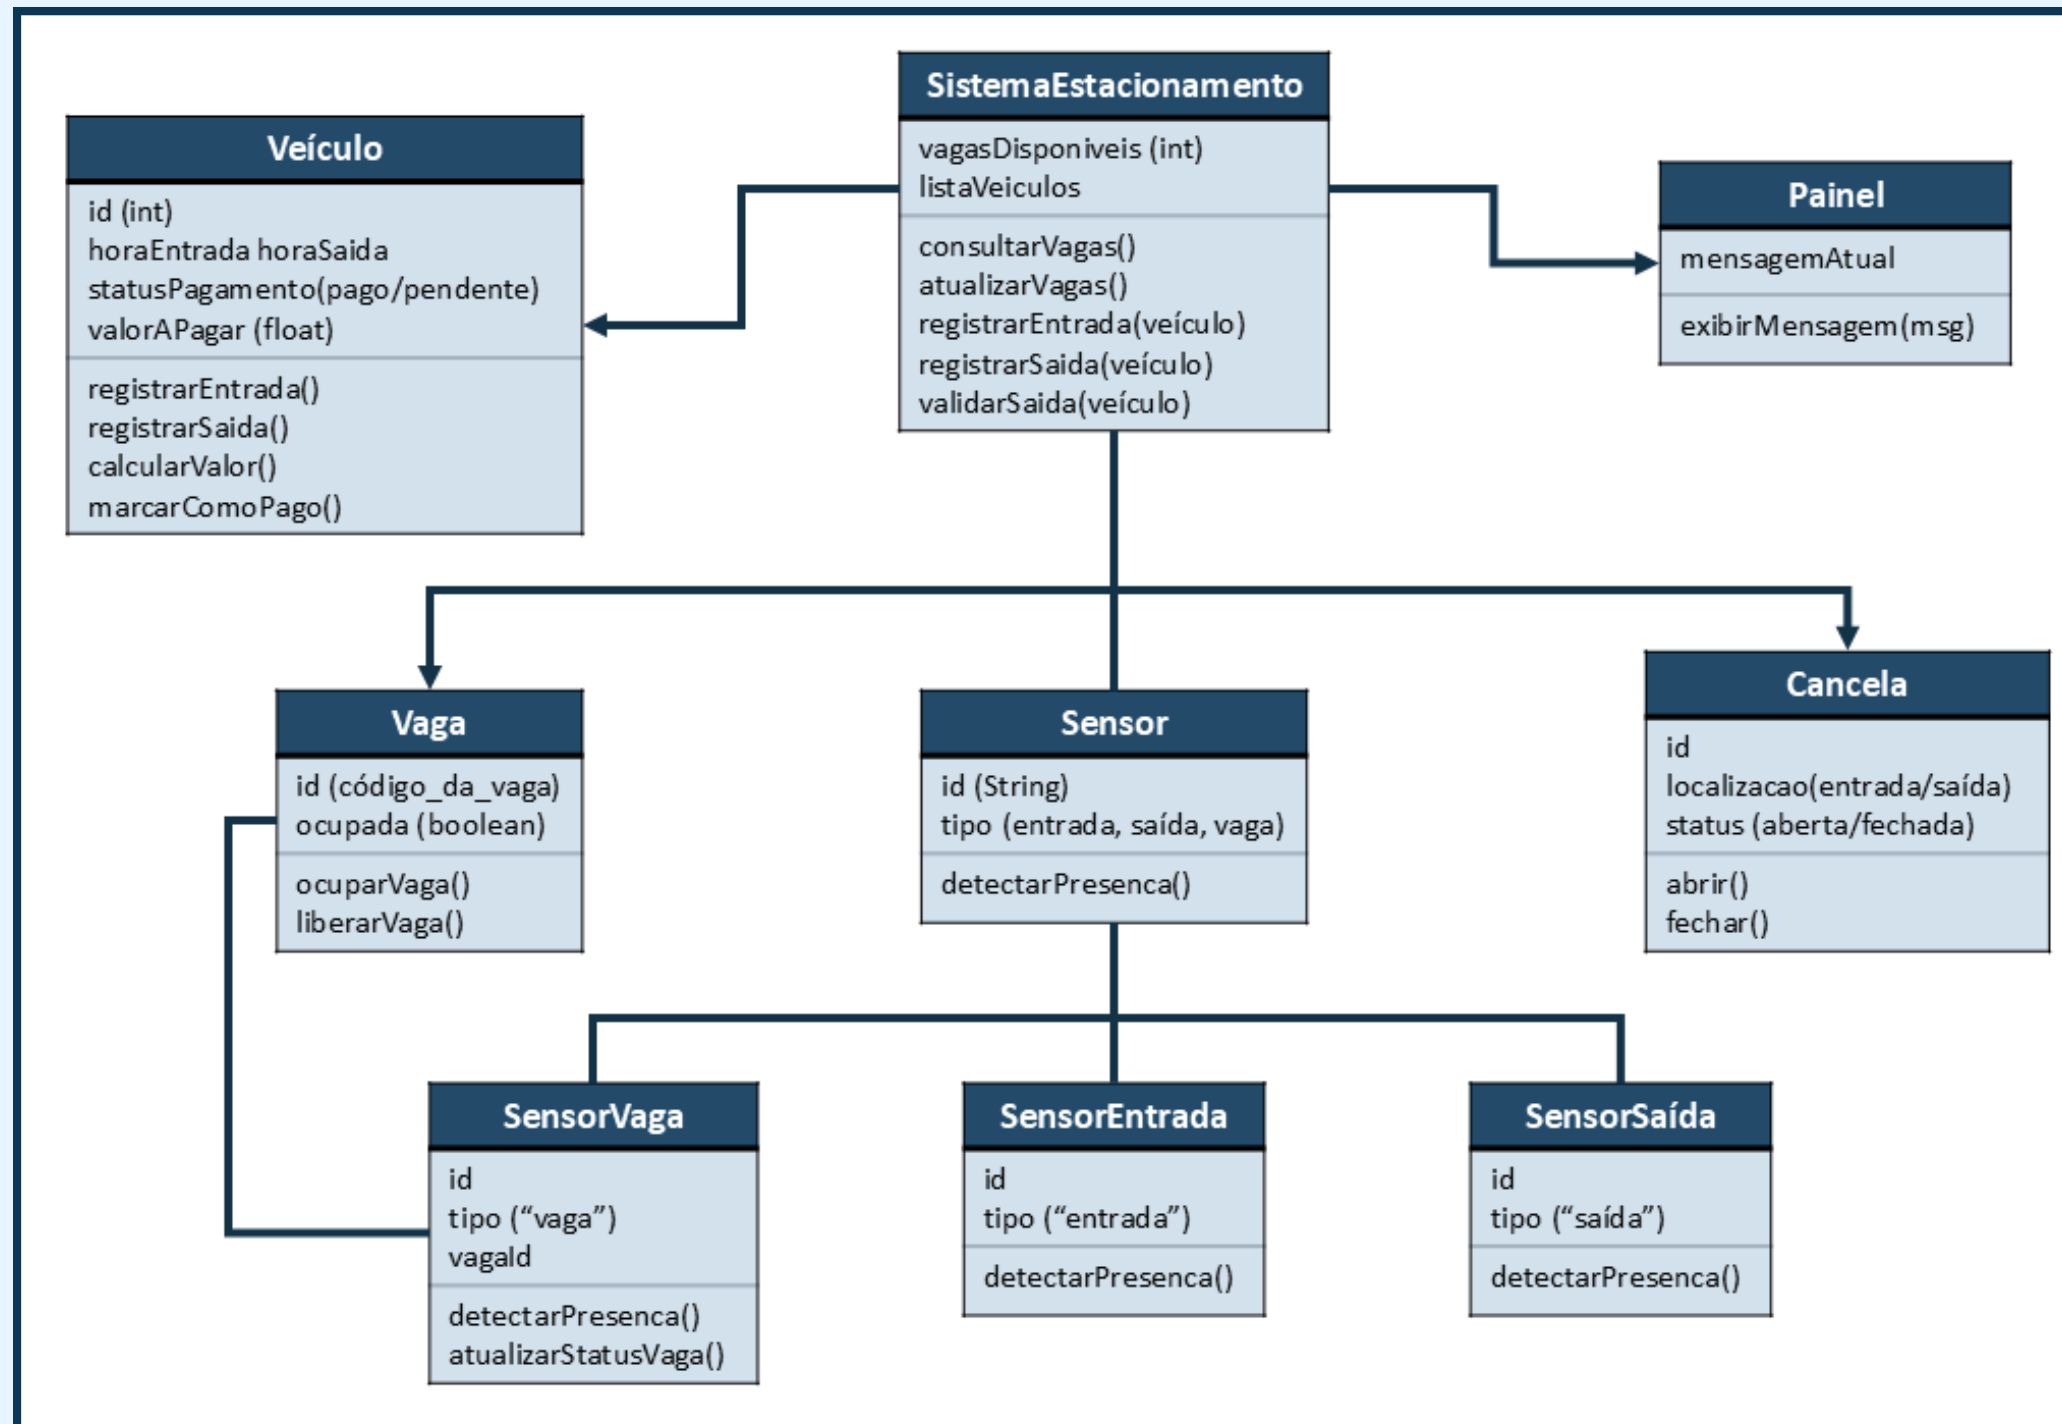 SistemaEstacionamento
vagasDisponiveis (int)
listaVeiculos
consultarVagas()
atualizarVagas()
registrarEntrada(veículo)
registrarSaida(veículo)
validarSaida(veículo)
Veículo
id (int)
horaEntrada horaSaida
statusPagamento(pago/pendente)
valorAPagar (float)
registrarEntrada()
registrarSaida()
calcularValor()
marcarComoPago()
Painel
mensagemAtual
exibirMensagem(msg)
Vaga
id (código_da_vaga)
ocupada (boolean)
ocuparVaga()
liberarVaga()
Sensor
id (String)
tipo (entrada, saída, vaga)
detectarPresenca()
Cancela
id
localizacao(entrada/saída)
status (aberta/fechada)
abrir()
fechar()
SensorVaga
id
tipo (“vaga”)
vagaId
detectarPresenca()
atualizarStatusVaga()
SensorEntrada
id
tipo (“entrada”)
detectarPresenca()
SensorSaída
id
tipo (“saída”)
detectarPresenca()